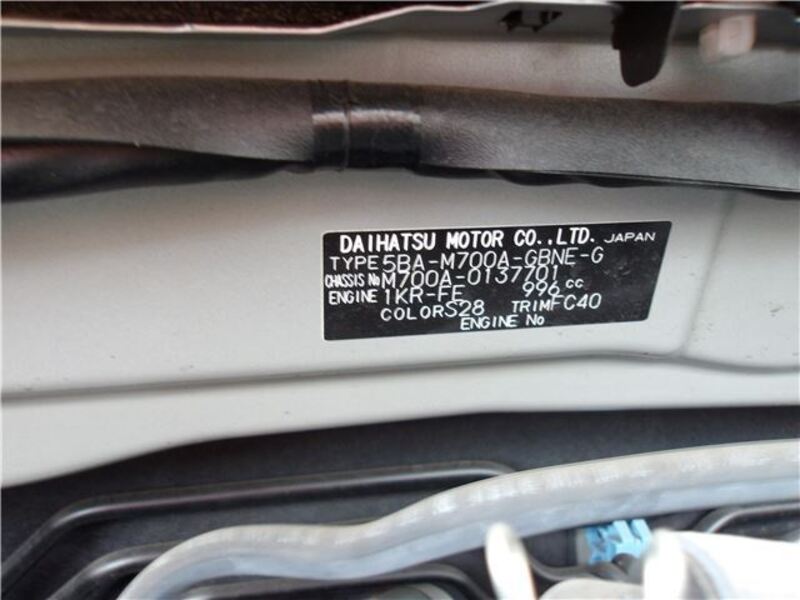 DAIHATSU MOTOR CO.,LTD. JAPAN
TYPE 5BA-M700A-GBNE-G
CHASSIS No M700A-0137701
ENGINE 1KR-FE 996 cc
COLOR S28 TRIM FC40
ENGINE No